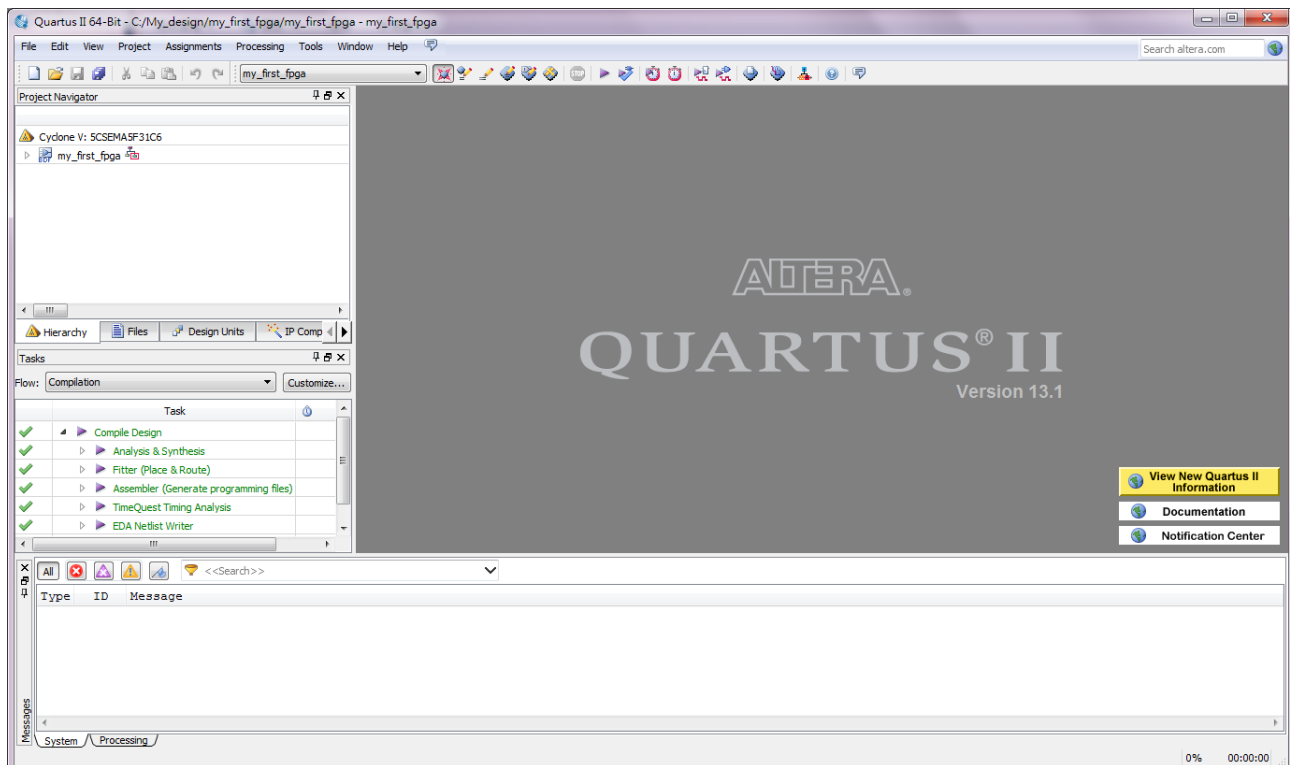 Quartus II 64-Bit - C:/My_design/my_first_fpga/my_first_fpga - my_first_fpga
File Edit View Project Assignments Processing Tools Window Help
Search altera.com
my_first_fpga
Project Navigator
Cyclone V: 5CSEMA5F31C6
my_first_fpga
Hierarchy Files Design Units IP Comp
Tasks
Flow: Compilation Customize...
Task
Compile Design
Analysis & Synthesis
Fitter (Place & Route)
Assembler (Generate programming files)
TimeQuest Timing Analysis
EDA Netlist Writer
ALTERA®
QUARTUS® II
Version 13.1
View New Quartus II
Information
Documentation
Notification Center
All <<Search>>
Type ID Message
Messages
System Processing
0% 00:00:00